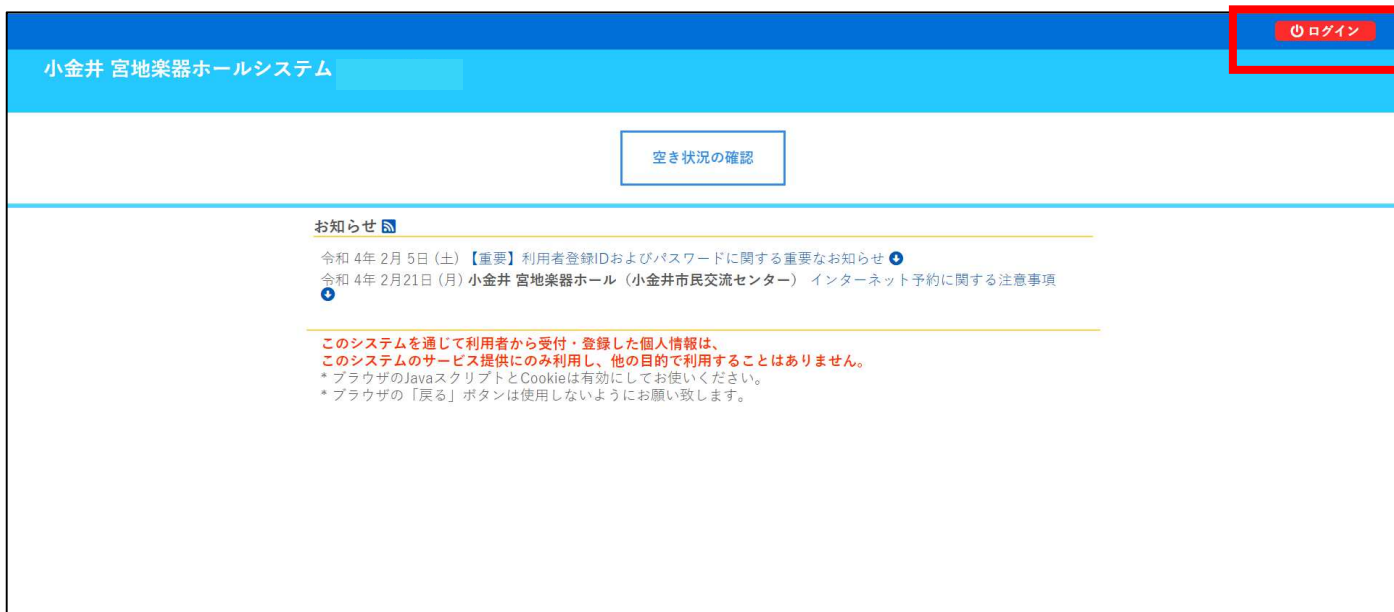 ログイン
小金井 宮地楽器ホールシステム
空き状況の確認
お知らせ
令和 4年 2月 5日 (土) 【重要】利用者登録IDおよびパスワードに関する重要なお知らせ
令和 4年 2月21日 (月) 小金井 宮地楽器ホール（小金井市民交流センター） インターネット予約に関する注意事項
このシステムを通じて利用者から受付・登録した個人情報は、
このシステムのサービス提供にのみ利用し、他の目的で利用することはありません。
* ブラウザのJavaスクリプトとCookieは有効にしてお使いください。
* ブラウザの「戻る」ボタンは使用しないようにお願い致します。